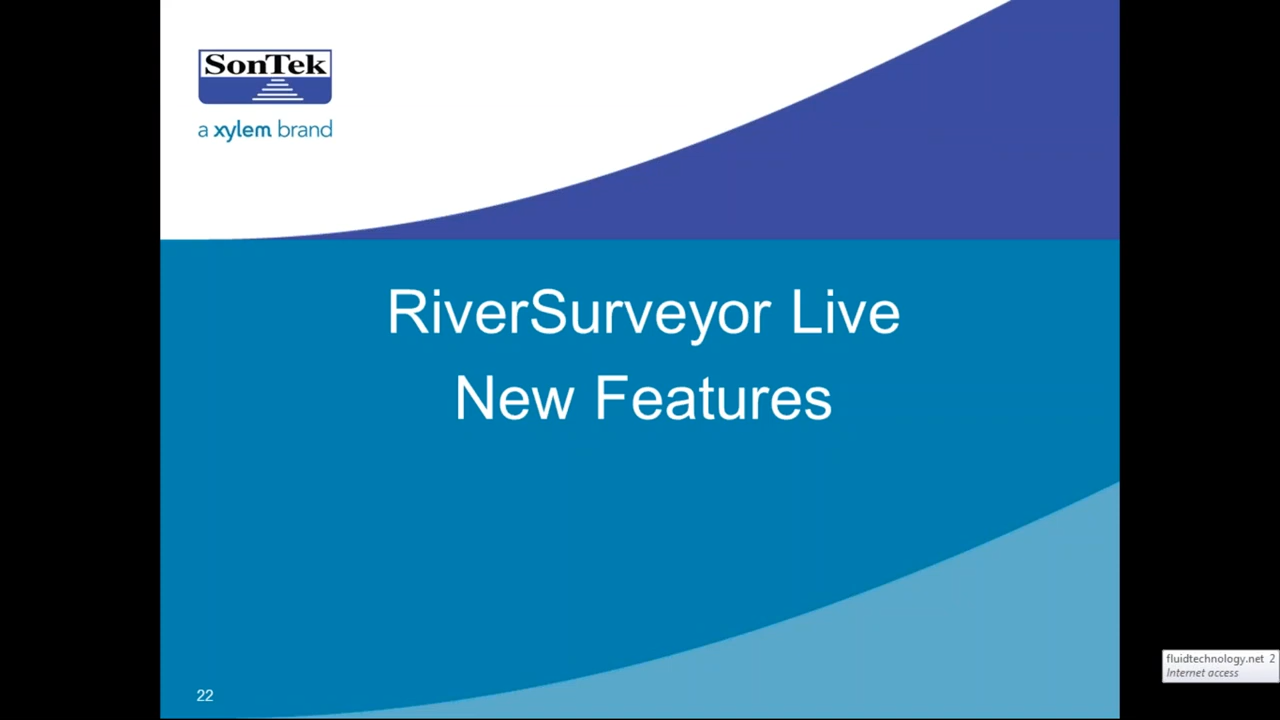 SonTek
a xylem brand
RiverSurveyor Live
New Features
fluidtechnology.net 2
Internet access
22